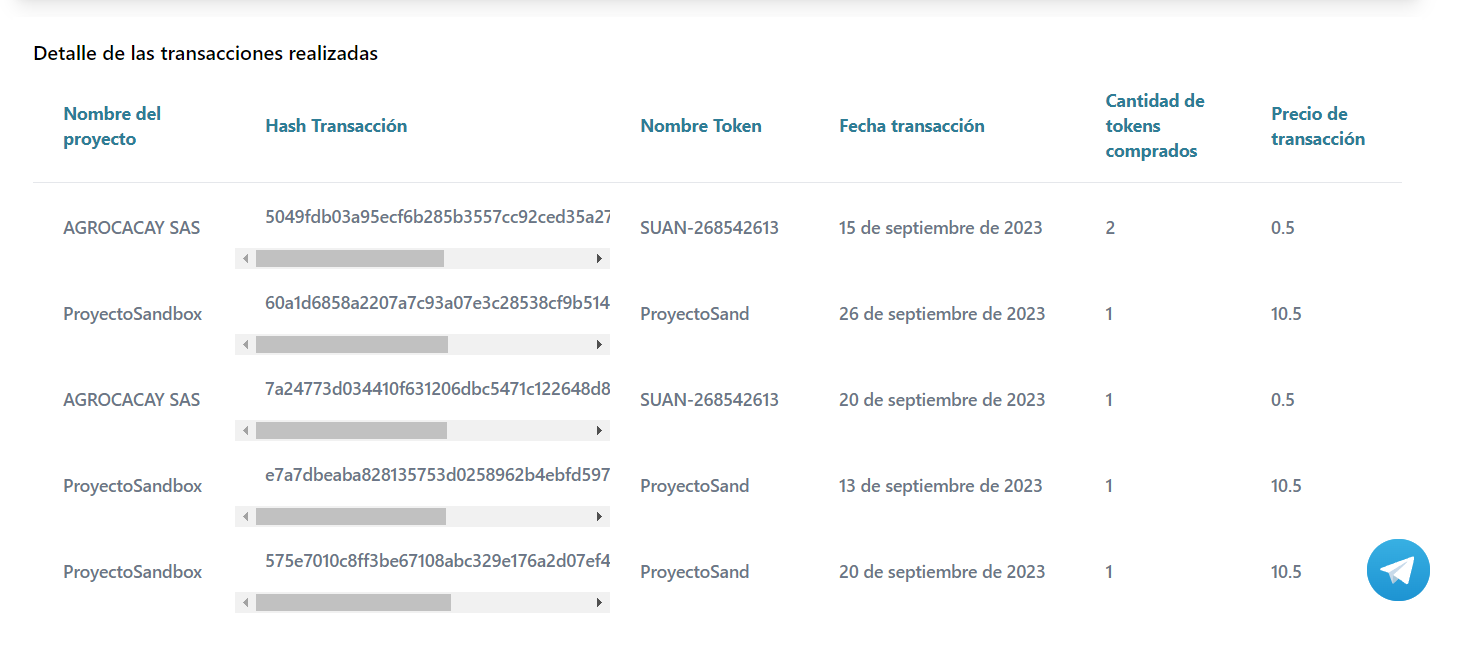 Detalle de las transacciones realizadas
Nombre del
proyecto
Hash Transacción
Nombre Token
Fecha transacción
Cantidad de
tokens
comprados
Precio de
transacción
AGROCACAY SAS 5049fdb03a95ecf6b285b3557cc92ced35a27 SUAN-268542613 15 de septiembre de 2023 2 0.5
ProyectoSandbox 60a1d6858a2207a7c93a07e3c28538cf9b514 ProyectoSand 26 de septiembre de 2023 1 10.5
AGROCACAY SAS 7a24773d034410f631206dbc5471c122648d8 SUAN-268542613 20 de septiembre de 2023 1 0.5
ProyectoSandbox e7a7dbeaba828135753d0258962b4ebfd597 ProyectoSand 13 de septiembre de 2023 1 10.5
ProyectoSandbox 575e7010c8ff3be67108abc329e176a2d07ef4 ProyectoSand 20 de septiembre de 2023 1 10.5